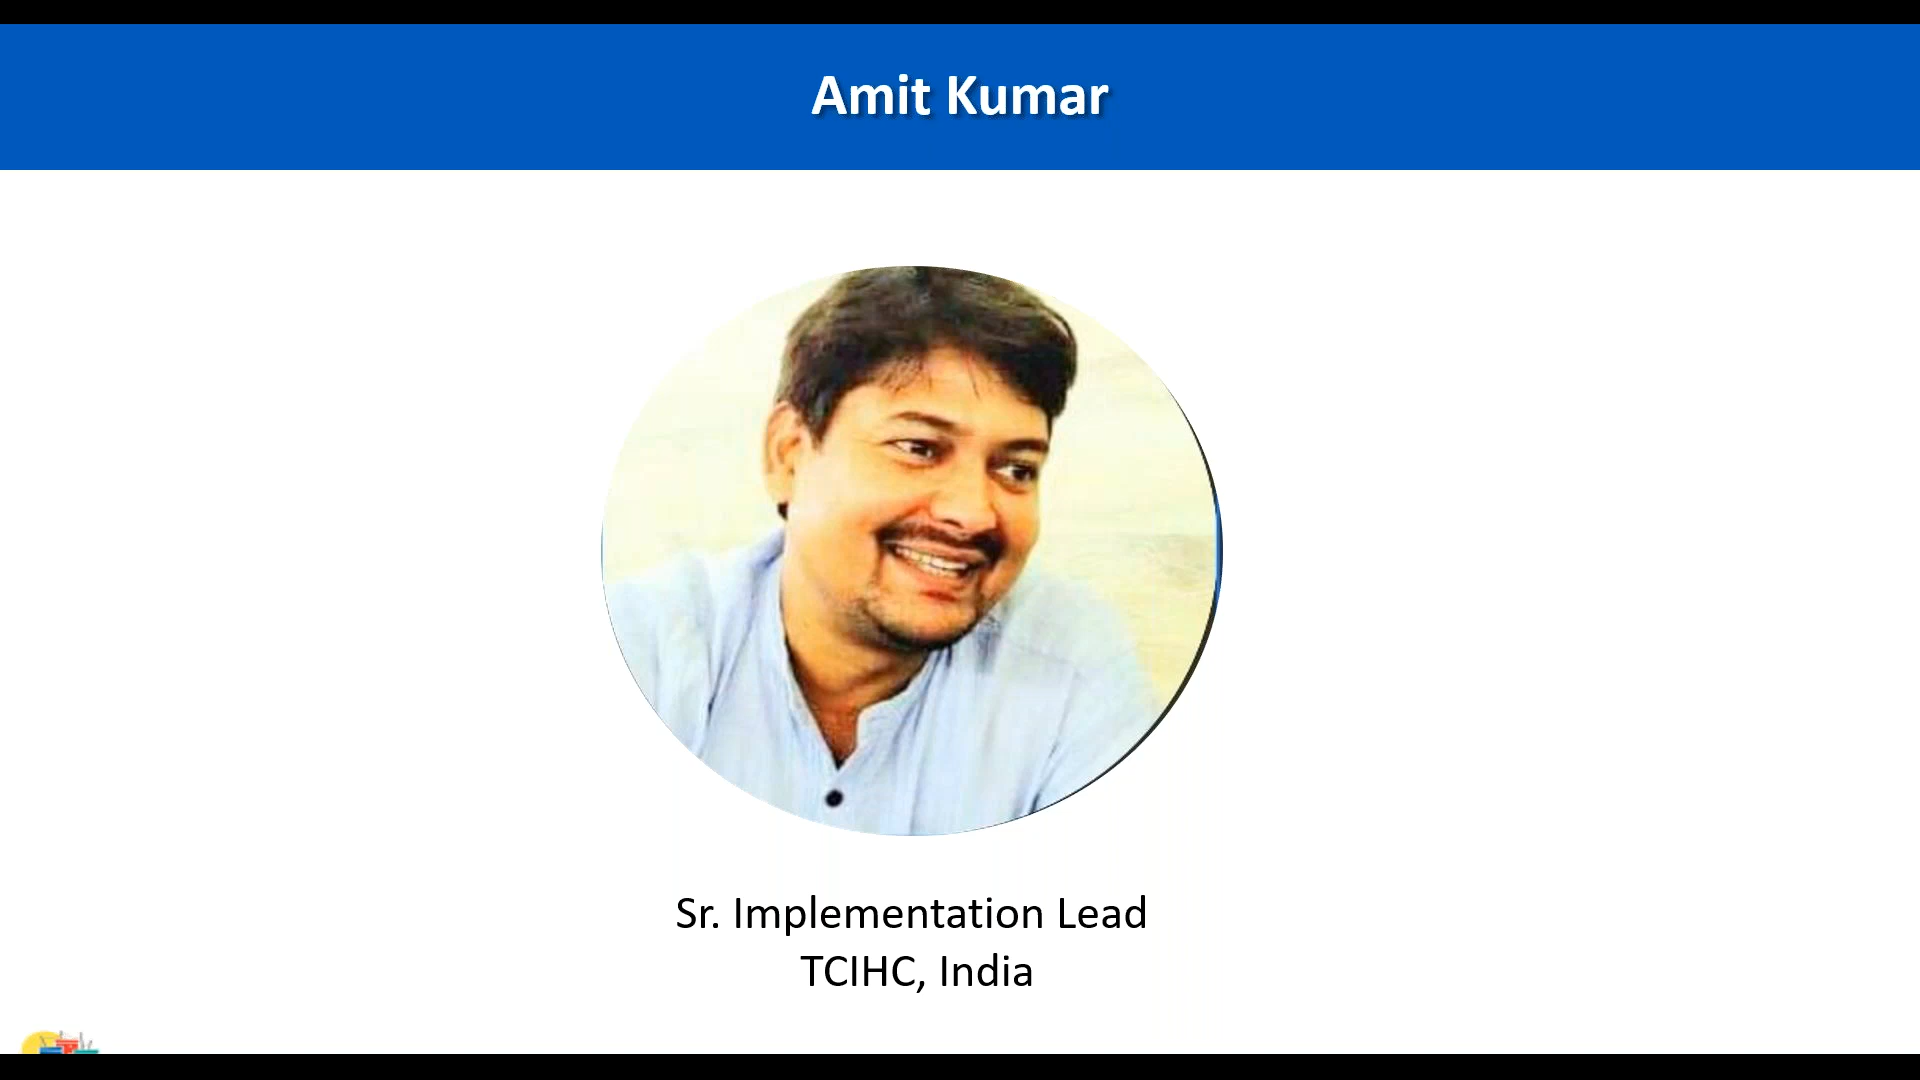 Amit Kumar
Sr. Implementation Lead
TCIHC, India